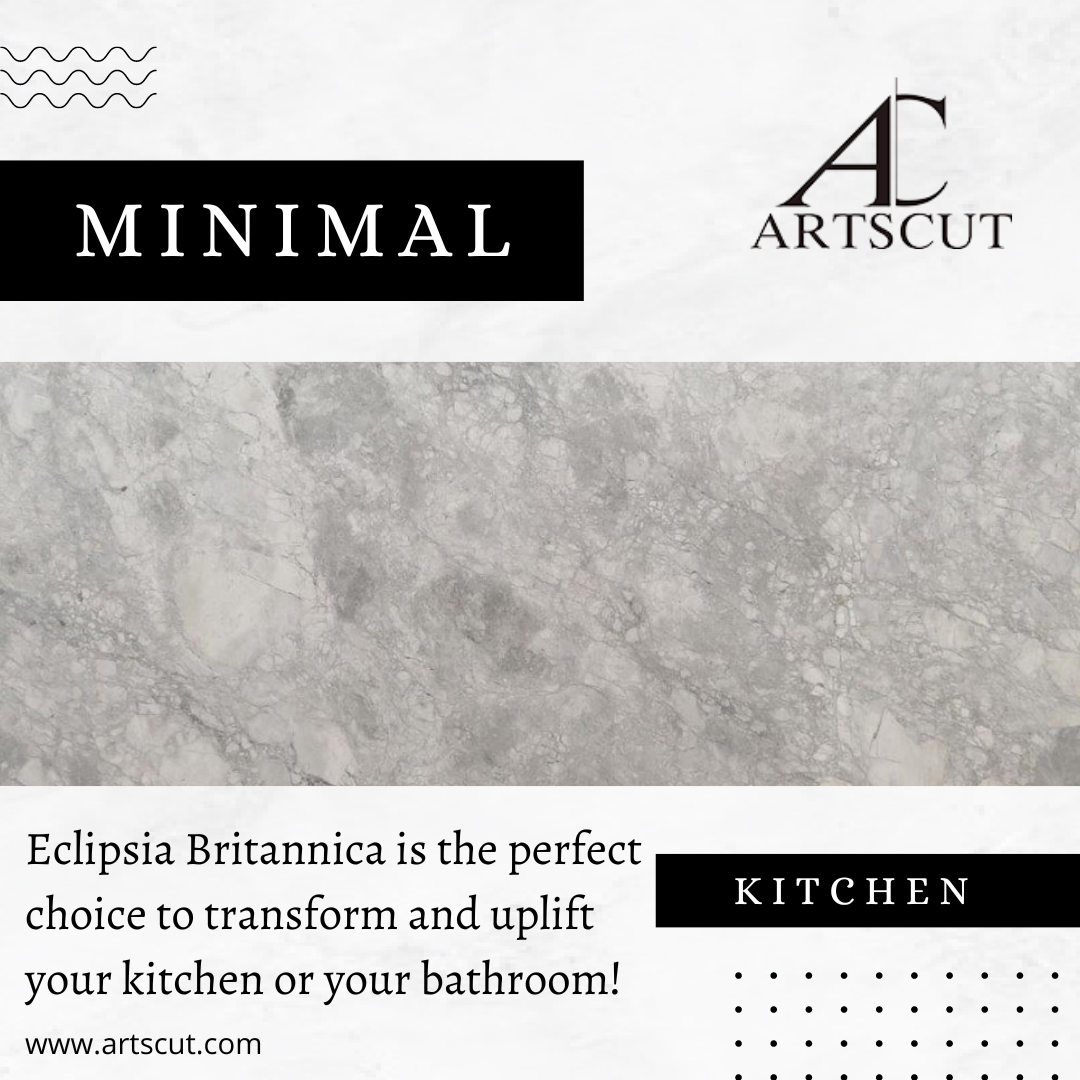 MINIMAL
AC
ARTSCUT
Eclipsia Britannica is the perfect
choice to transform and uplift
your kitchen or your bathroom!
www.artscut.com
KITCHEN